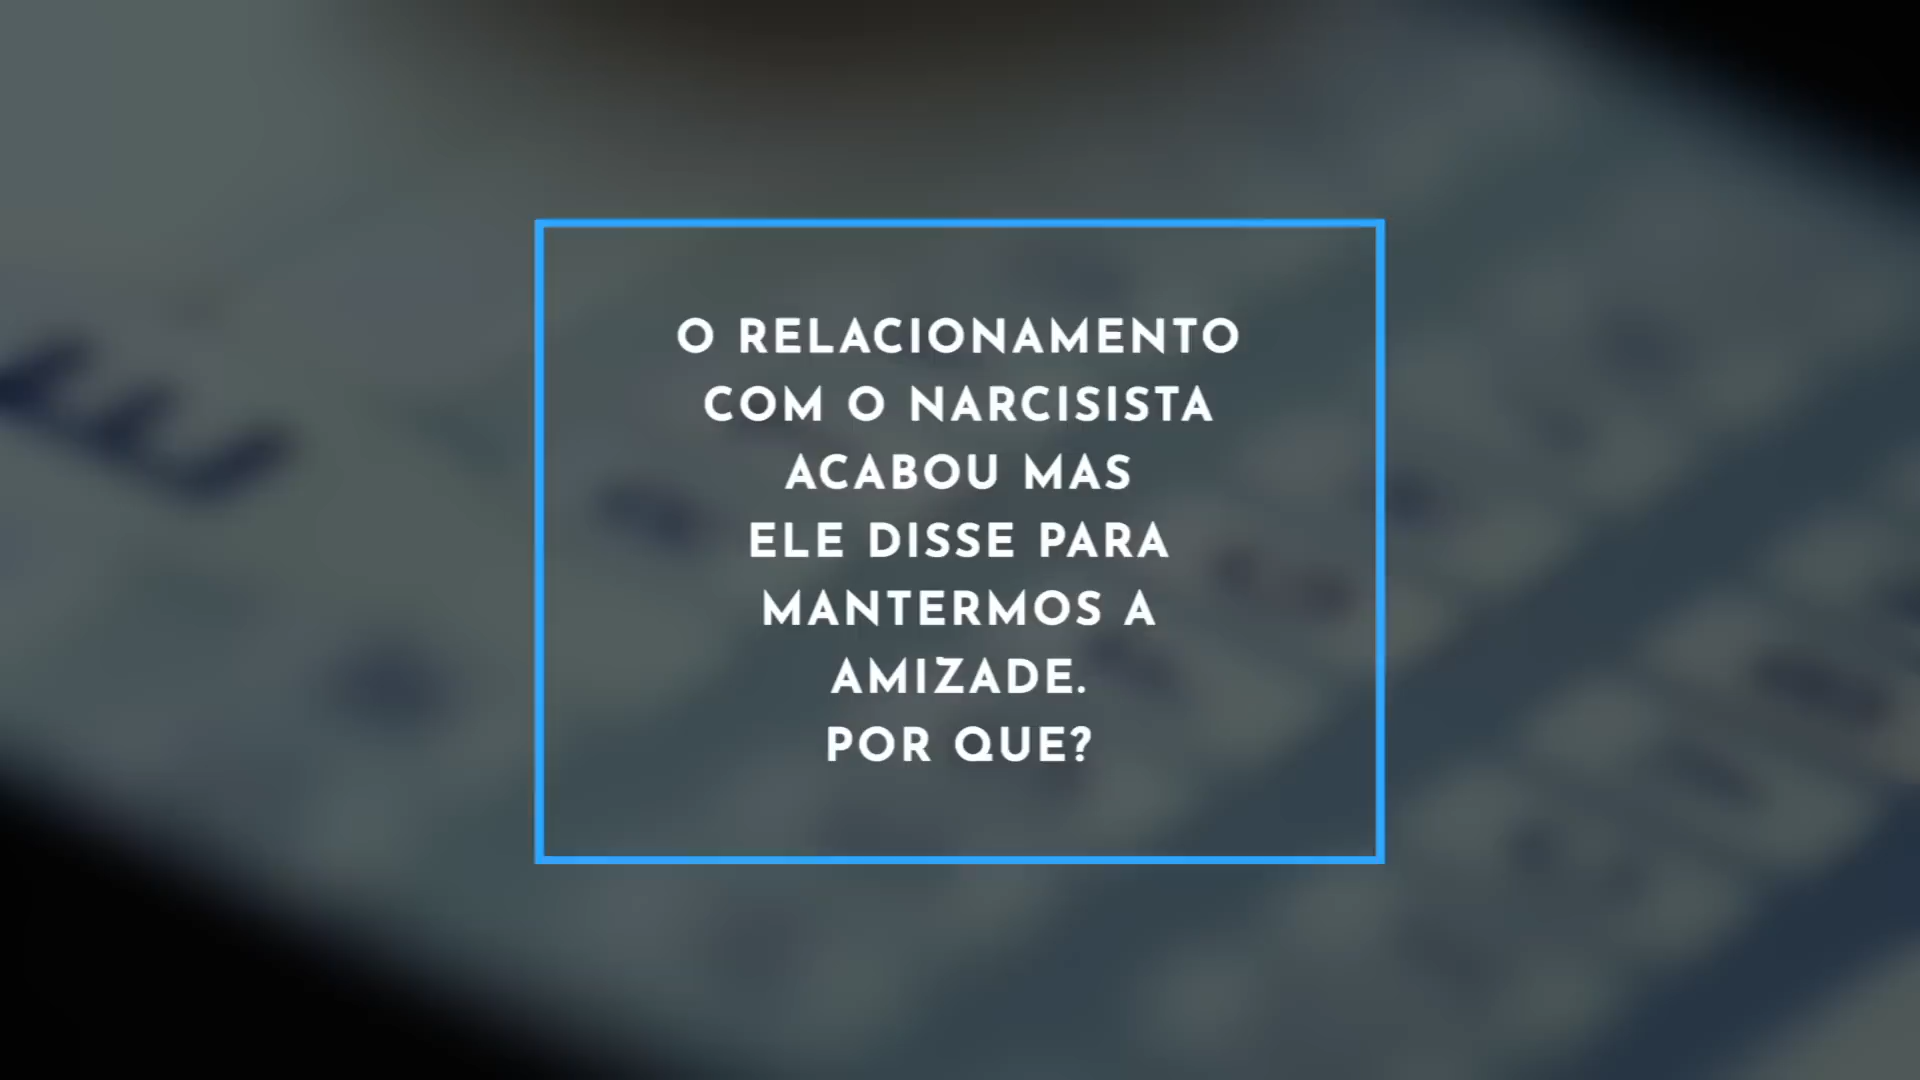 O RELACIONAMENTO
COM O NARCISISTA
ACABOU MAS
ELE DISSE PARA
MANTERMOS A
AMIZADE.
POR QUE?